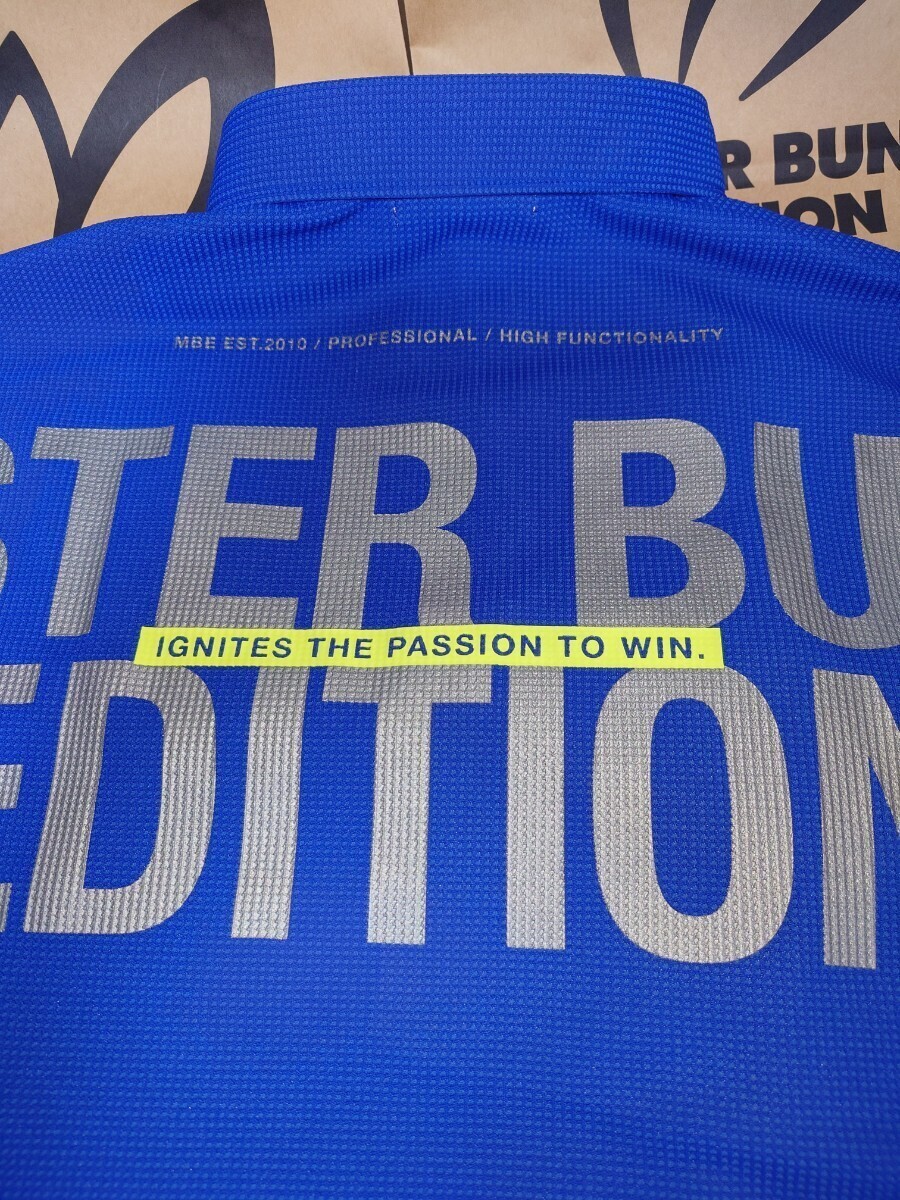 R BUN
ION
MBE EST.2010 / PROFESSIONAL / HIGH FUNCTIONALITY
STER BU
IGNITES THE PASSION TO WIN.
EDITION